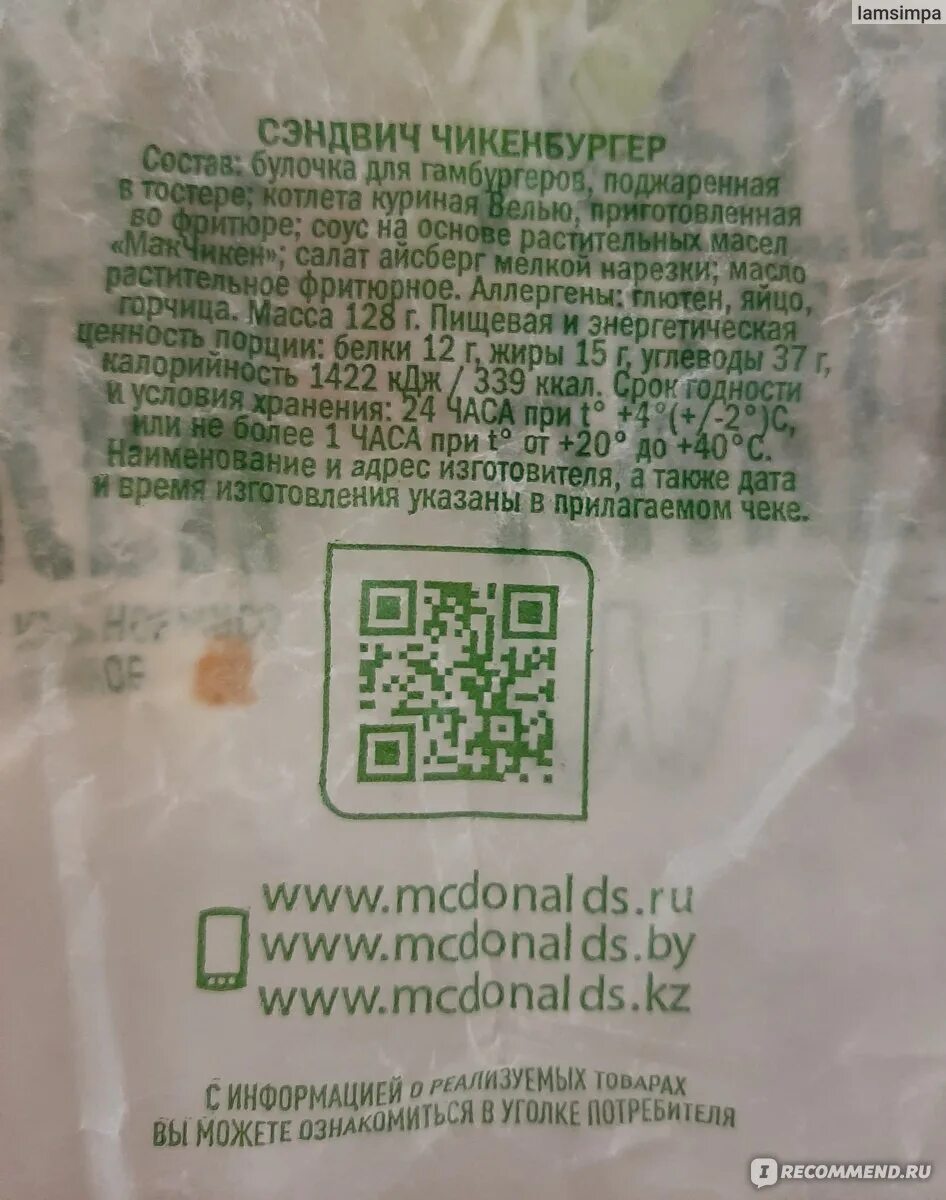 Iamsimpa
СЭНДВИЧ ЧИКЕНБУРГЕР
Состав: булочка для гамбургеров, поджаренная
в тостере; котлета куриная Велью, приготовленная
во фритюре; соус на основе растительных масел
«МакЧикен»; салат айсберг мелкой нарезки; масло
растительное фритюрное. Аллергены: глютен, яйцо,
горчица. Масса 128 г. Пищевая и энергетическая
ценность порции: белки 12 г, жиры 15 г, углеводы 37 г,
калорийность 1422 кДж / 339 ккал. Срок годности
и условия хранения: 24 ЧАСА при t° +4°(+/-2°)С,
или не более 1 ЧАСА при t° от +20° до +40°С.
Наименование и адрес изготовителя, а также дата
и время изготовления указаны в прилагаемом чеке.
www.mcdonalds.ru
www.mcdonalds.by
www.mcdonalds.kz
С ИНФОРМАЦИЕЙ О РЕАЛИЗУЕМЫХ ТОВАРАХ
ВЫ МОЖЕТЕ ОЗНАКОМИТЬСЯ В УГОЛКЕ ПОТРЕБИТЕЛЯ
IRECOMMEND.RU